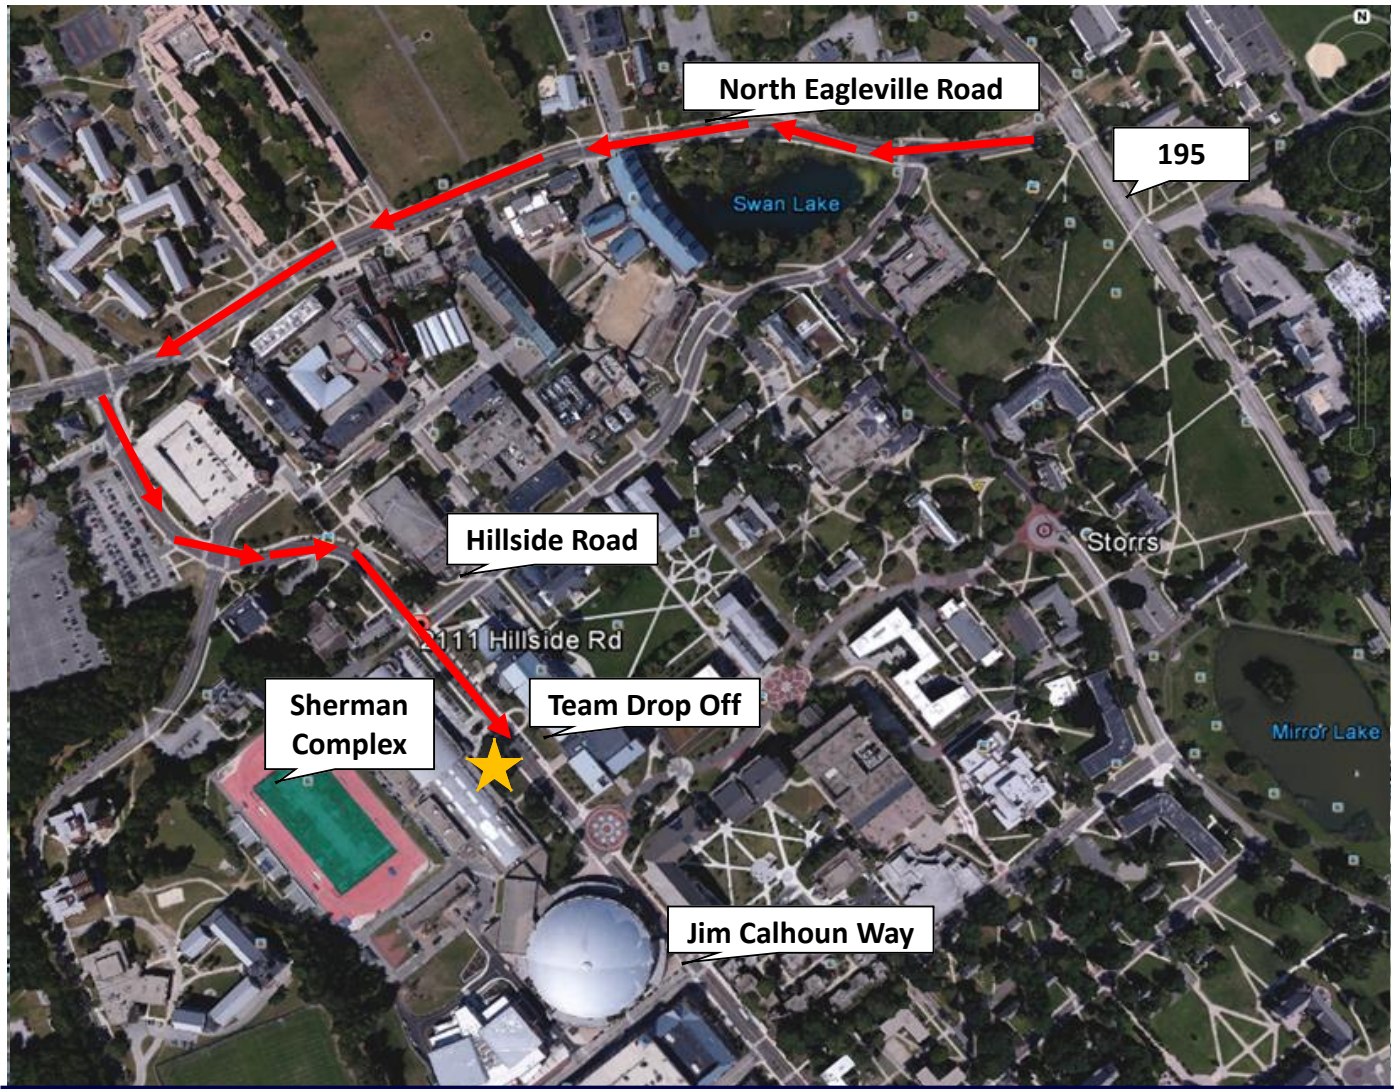 N
North Eagleville Road
195
Swan Lake
Hillside Road
Storrs
2111 Hillside Rd
Sherman
Complex
Team Drop Off
Mirror Lake
Jim Calhoun Way